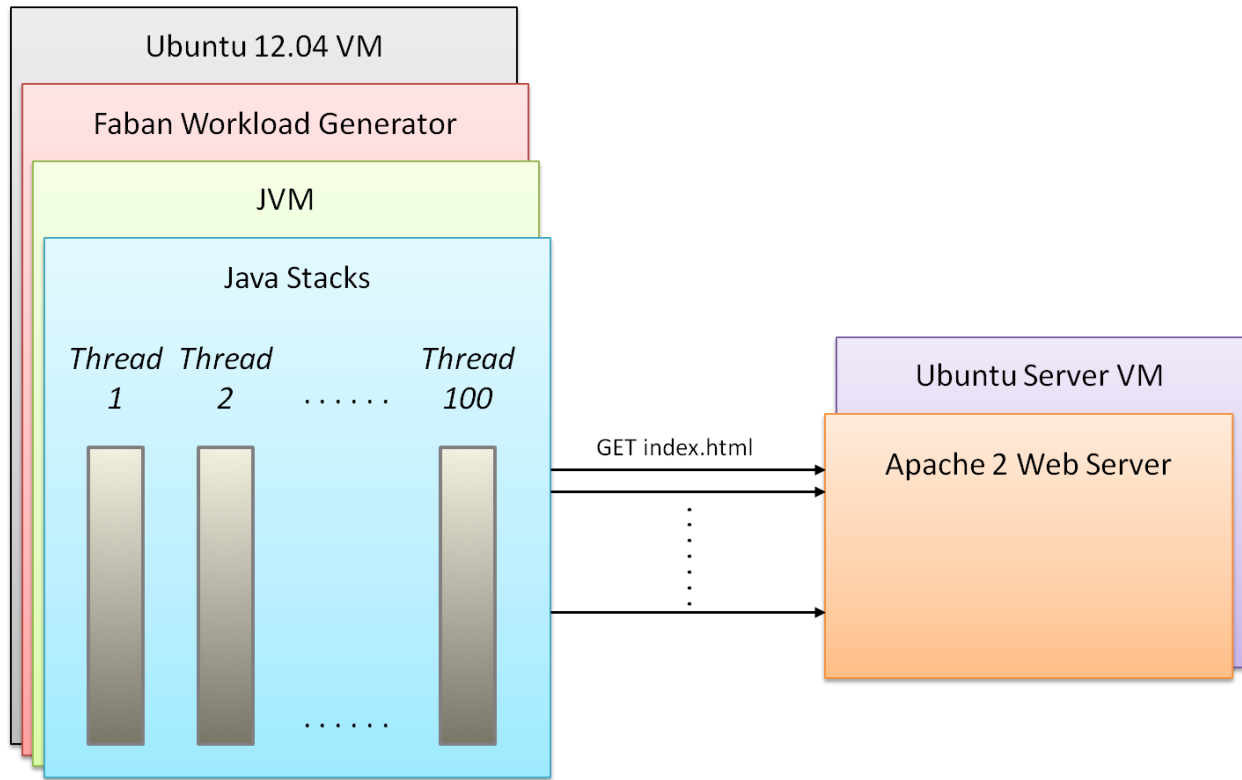 Ubuntu 12.04 VM
Faban Workload Generator
JVM
Java Stacks
Thread Thread Thread
1 2 ...... 100
GET index.html
......
Ubuntu Server VM
Apache 2 Web Server